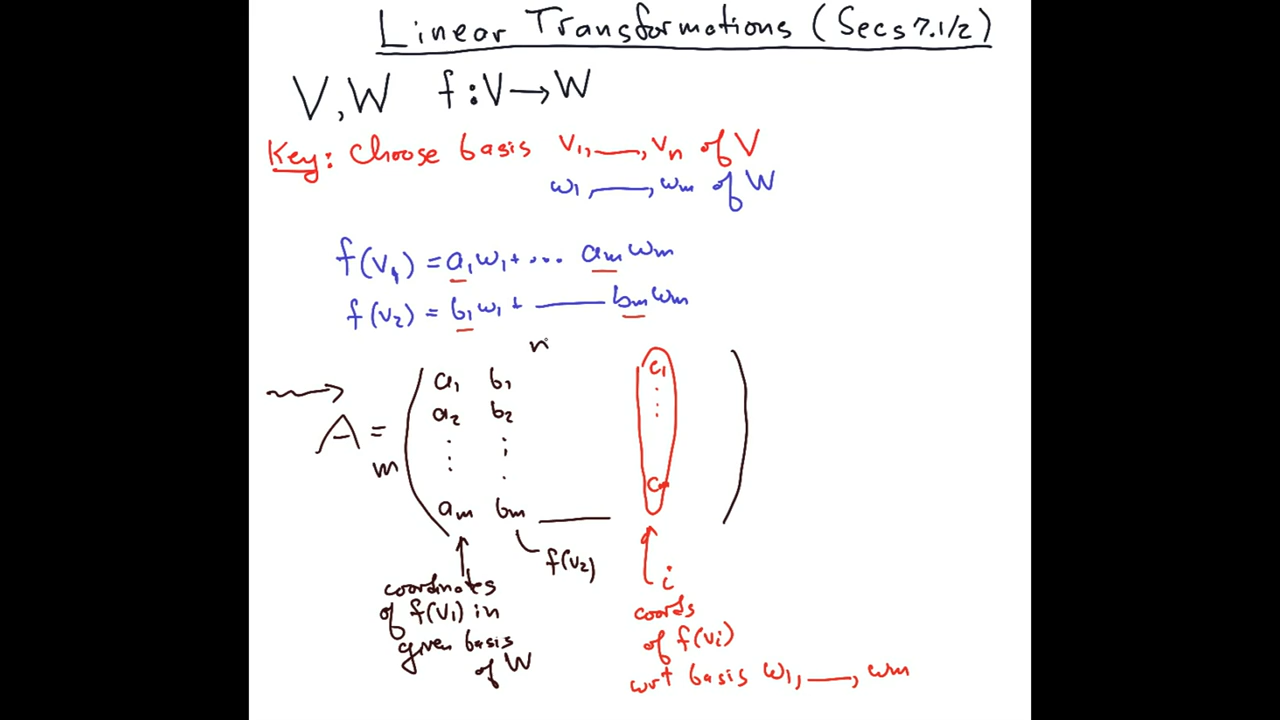 Linear Transformations (Secs 7.1/2)
V, W f: V → W
Key: Choose basis v1, —, vn of V
w1, —, wm of W
f(v1) = a1w1 + ... amwm
f(v2) = b1w1 + — bmwm
n
a1 b1 c1
a2 b2 ⋮
A =
m ⋮ ⋮
cm
am bm —
f(v2)
i
coordinates
of f(v1) in
given basis
of W
coords
of f(vi)
wrt basis w1, —, wm